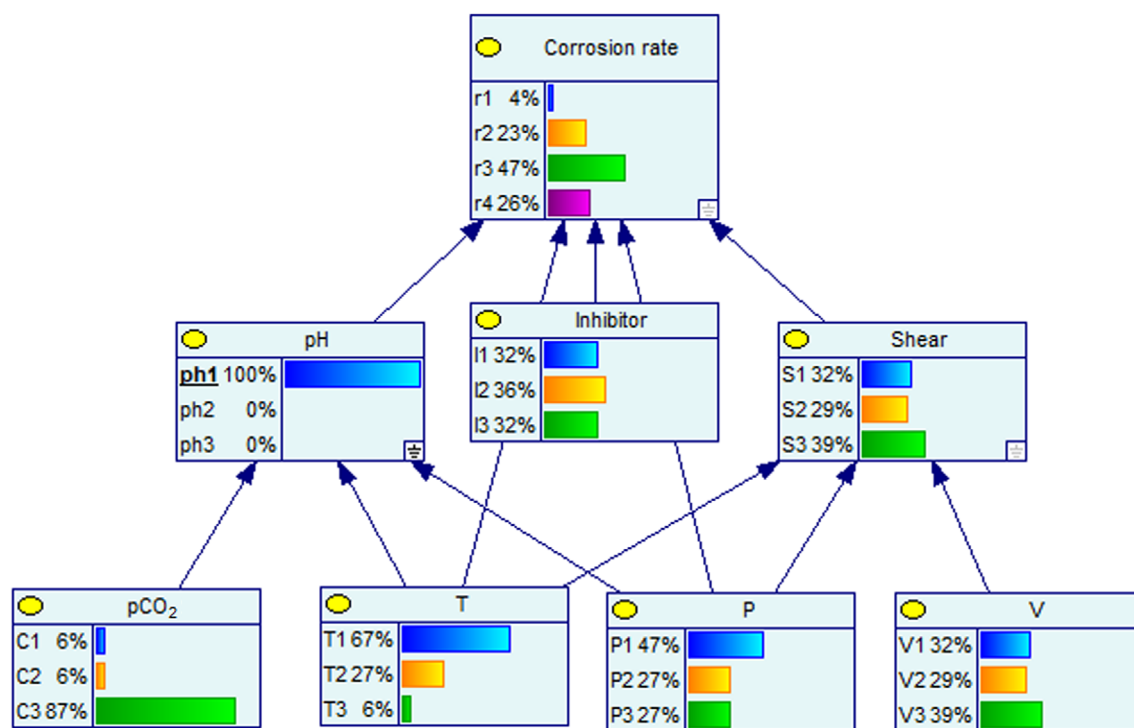 Corrosion rate
r1 4%
r2 23%
r3 47%
r4 26%
pH
ph1 100%
ph2 0%
ph3 0%
Inhibitor
I1 32%
I2 36%
I3 32%
Shear
S1 32%
S2 29%
S3 39%
pCO₂
C1 6%
C2 6%
C3 87%
T
T1 67%
T2 27%
T3 6%
P
P1 47%
P2 27%
P3 27%
V
V1 32%
V2 29%
V3 39%